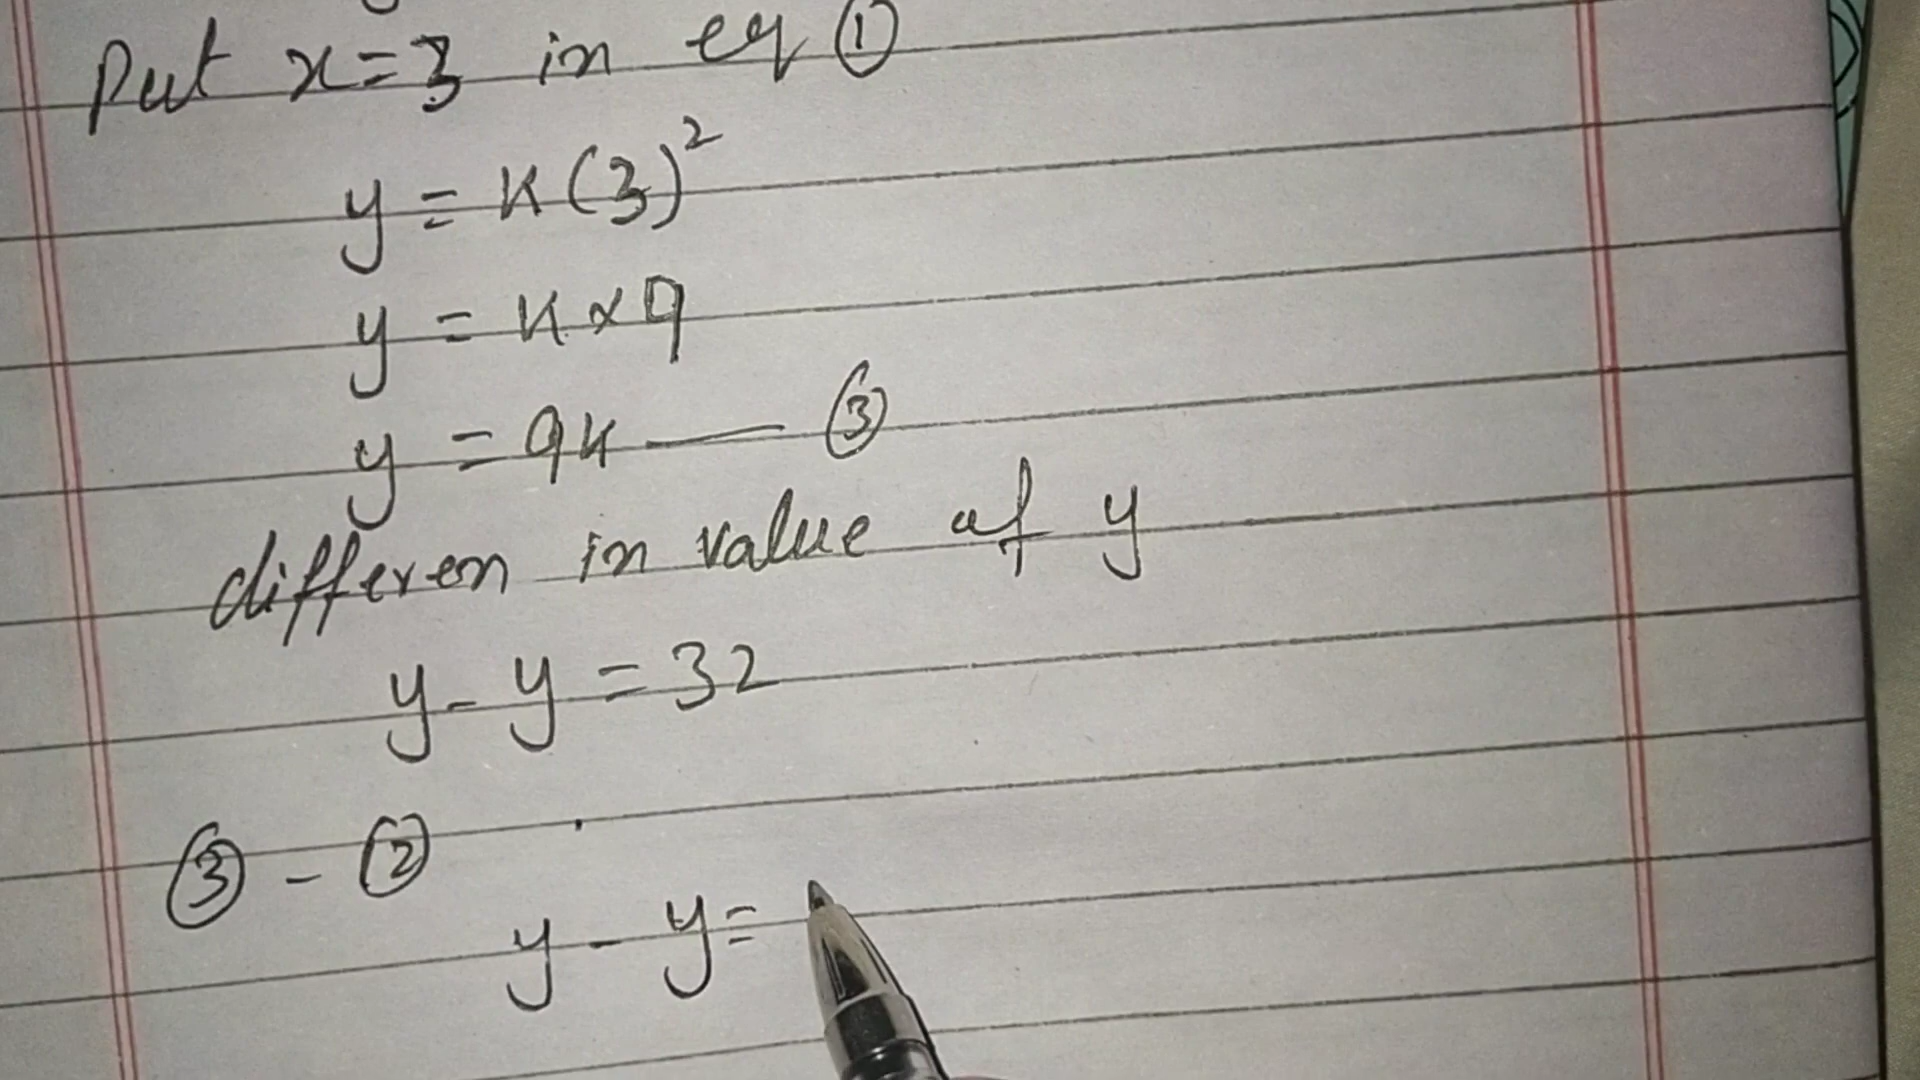 Put x=3 in eq ①
y = K(3)²
y = K×9
y = 9K — ③
differen in value of y
y - y = 32
③ - ②
y - y =